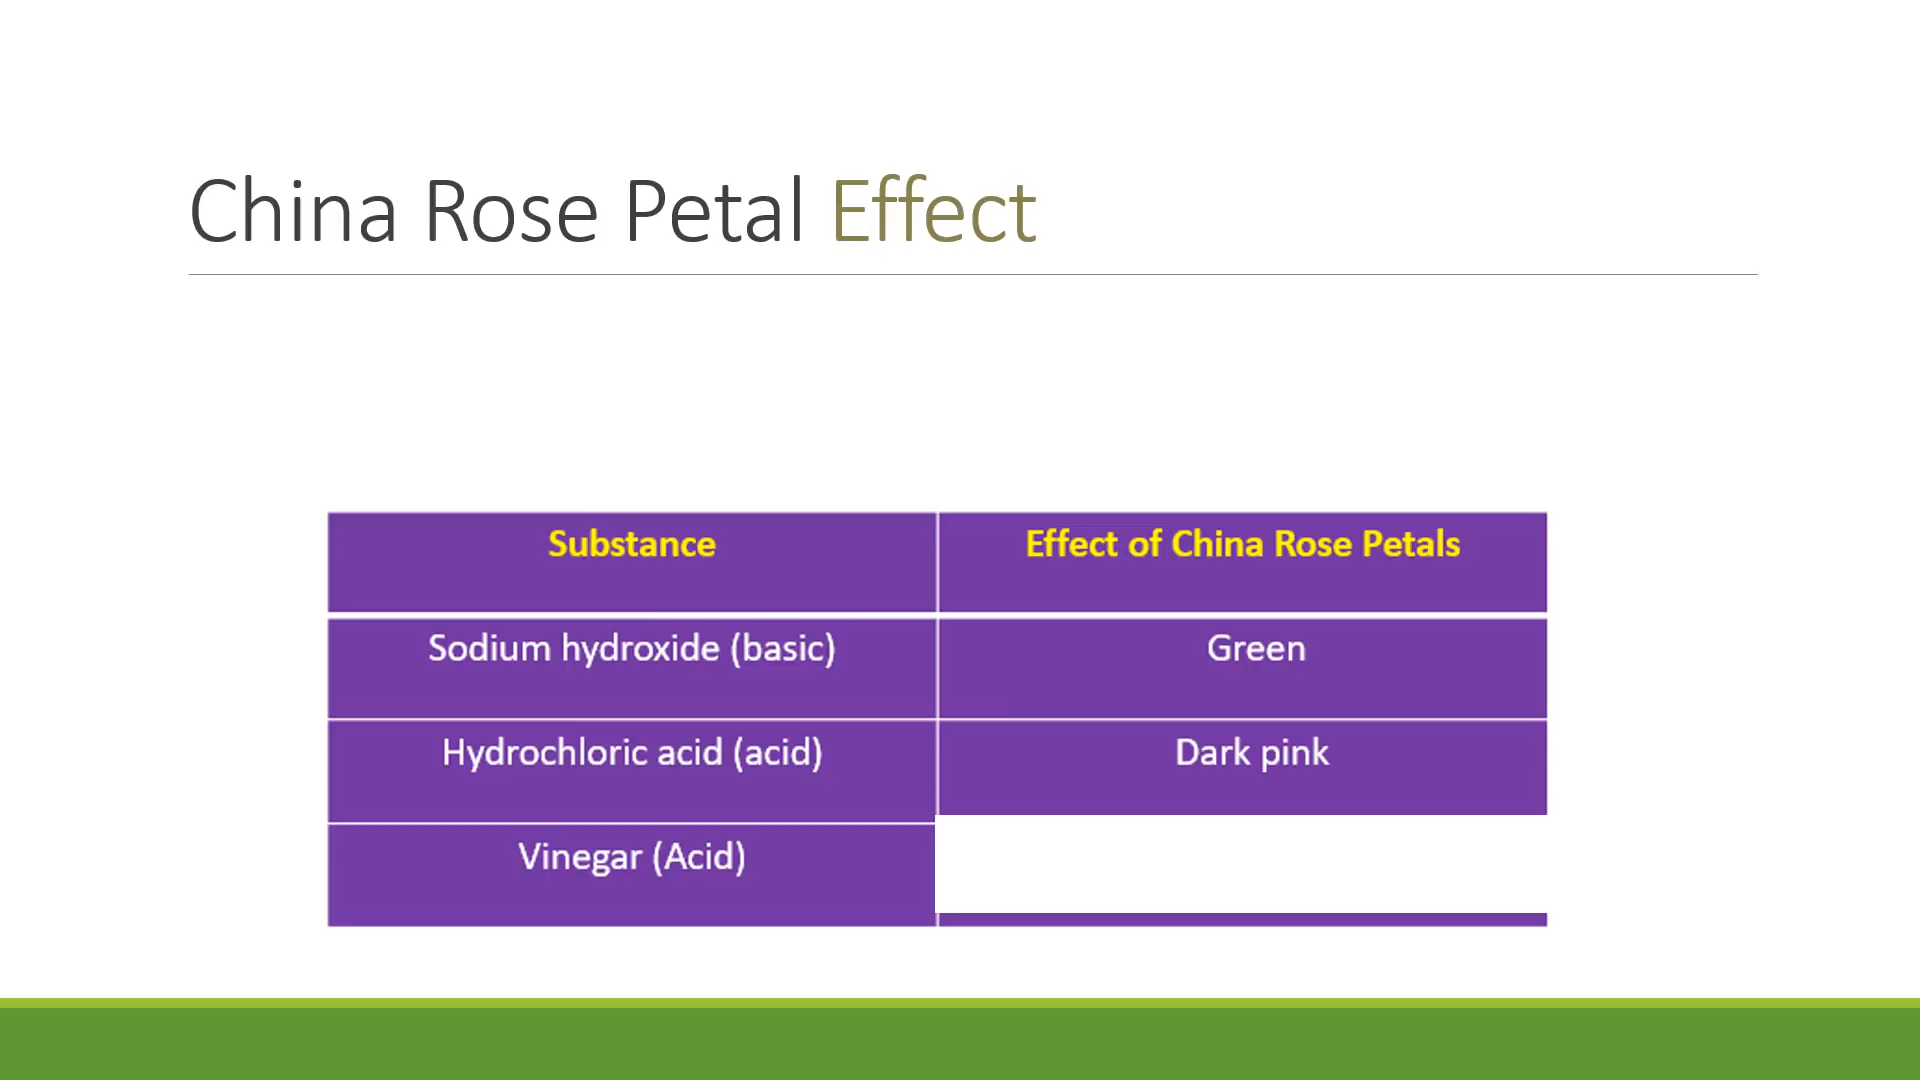 China Rose Petal Effect
Substance
Effect of China Rose Petals
Sodium hydroxide (basic)
Green
Hydrochloric acid (acid)
Dark pink
Vinegar (Acid)